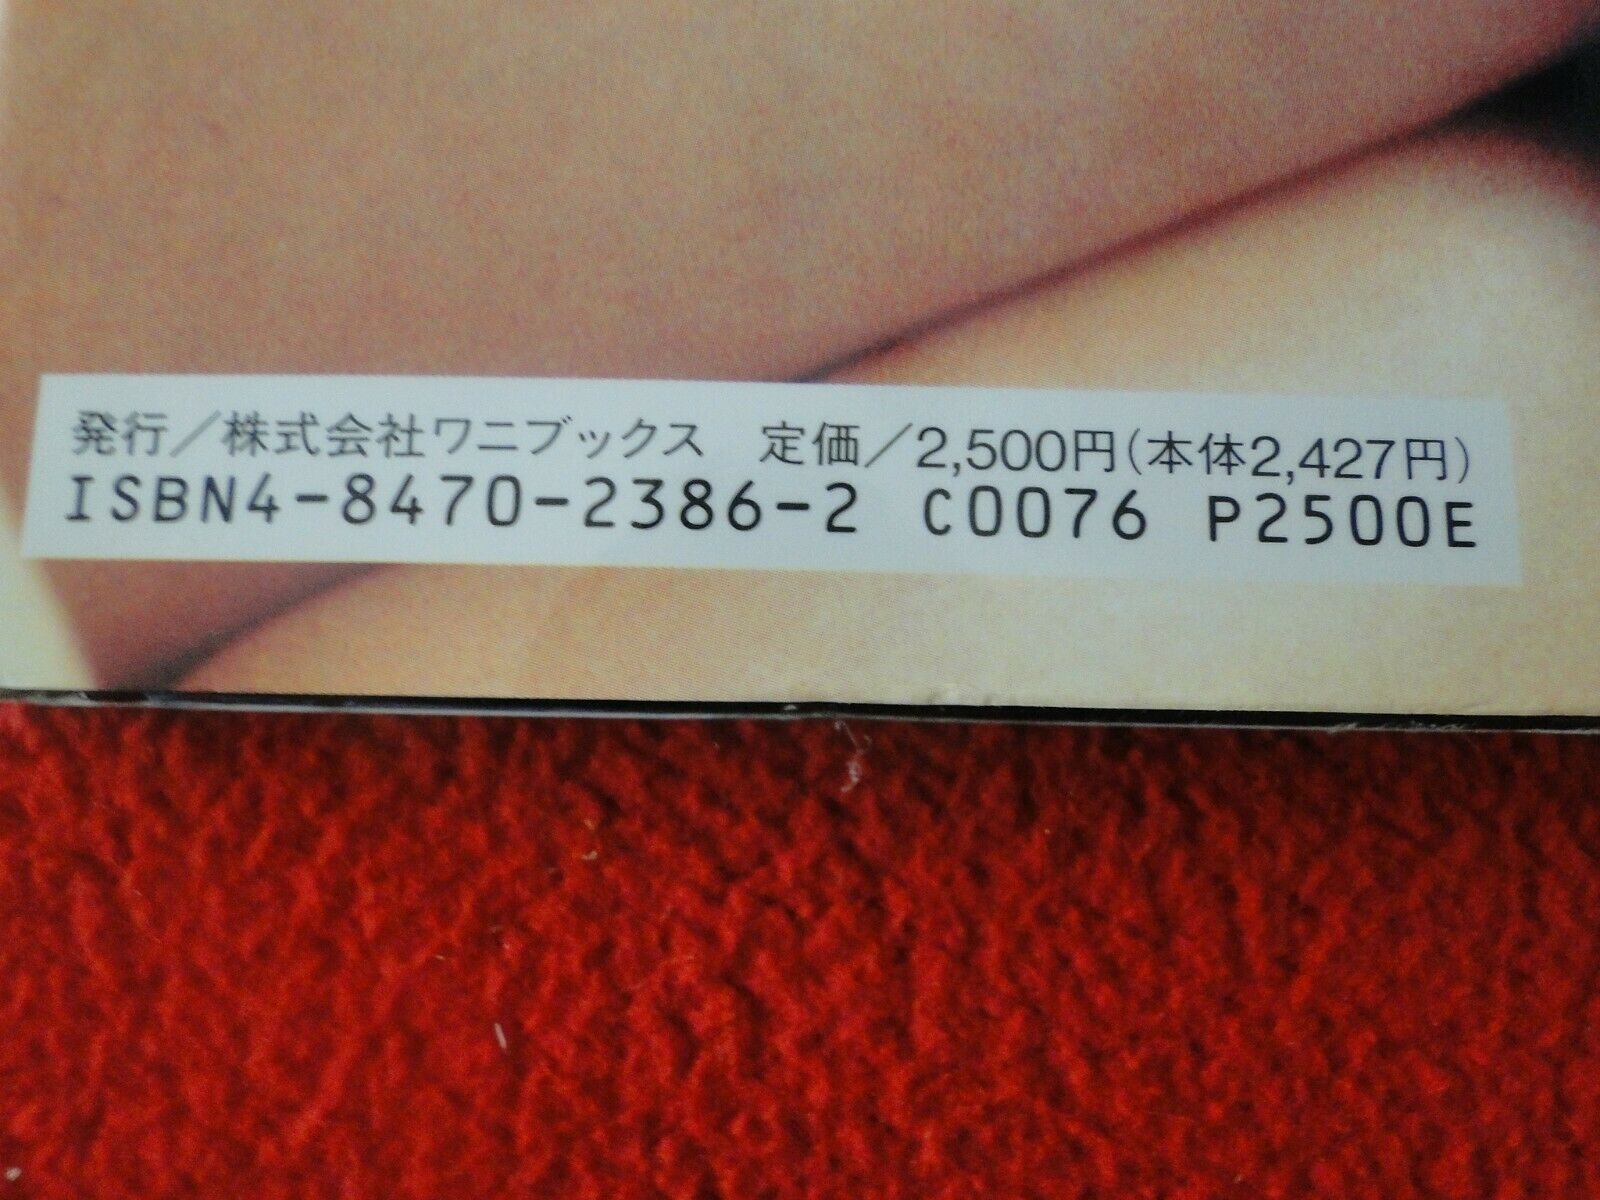 発行／株式会社ワニブックス　定価／2,500円(本体2,427円)
ISBN4-8470-2386-2 C0076 P2500E